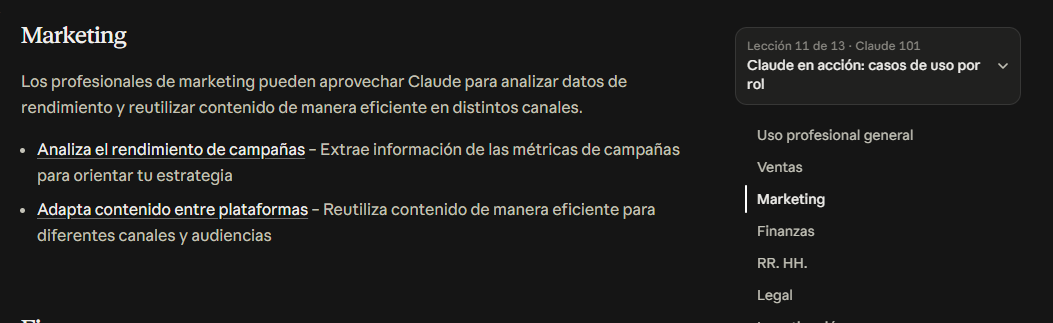 Marketing
Los profesionales de marketing pueden aprovechar Claude para analizar datos de
rendimiento y reutilizar contenido de manera eficiente en distintos canales.
• Analiza el rendimiento de campañas – Extrae información de las métricas de campañas
para orientar tu estrategia
• Adapta contenido entre plataformas – Reutiliza contenido de manera eficiente para
diferentes canales y audiencias
Lección 11 de 13 · Claude 101
Claude en acción: casos de uso por
rol
Uso profesional general
Ventas
Marketing
Finanzas
RR. HH.
Legal